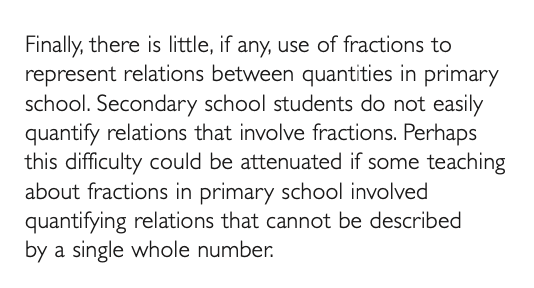 Finally, there is little, if any, use of fractions to
represent relations between quantities in primary
school. Secondary school students do not easily
quantify relations that involve fractions. Perhaps
this difficulty could be attenuated if some teaching
about fractions in primary school involved
quantifying relations that cannot be described
by a single whole number.